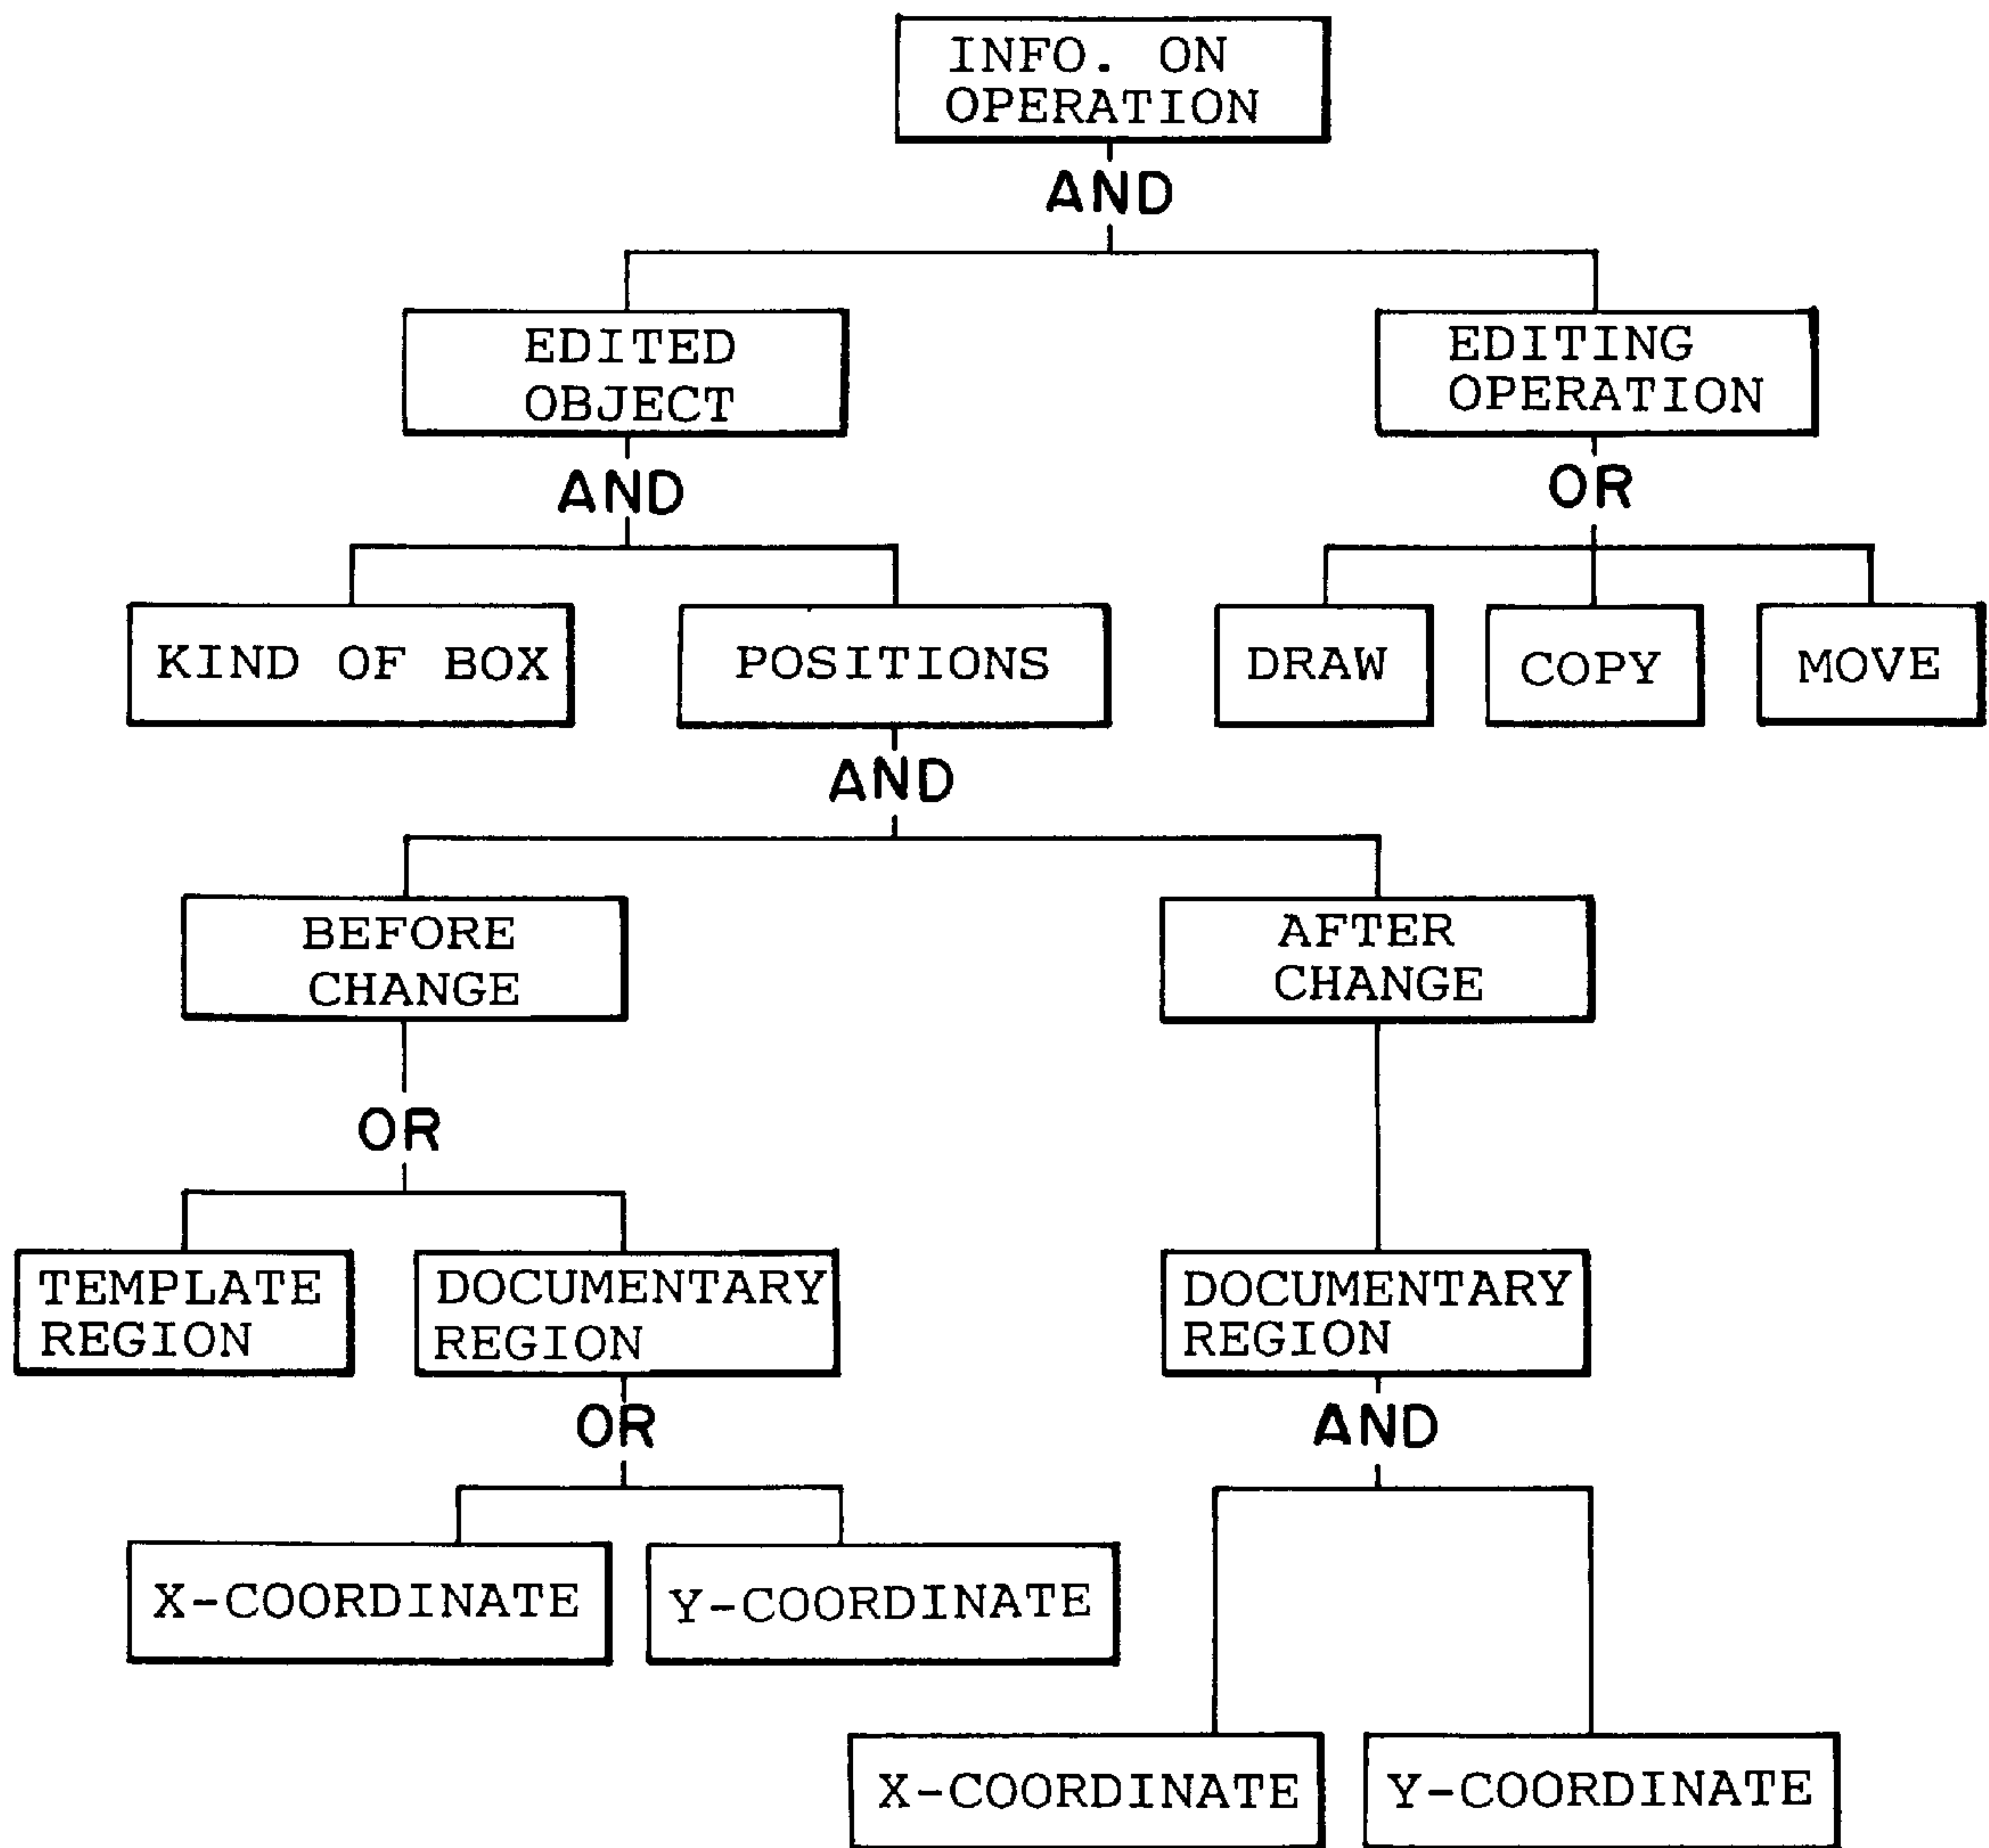 INFO. ON
OPERATION
AND
EDITED
OBJECT
EDITING
OPERATION
AND
OR
KIND OF BOX
POSITIONS
DRAW
COPY
MOVE
AND
BEFORE
CHANGE
AFTER
CHANGE
OR
TEMPLATE
REGION
DOCUMENTARY
REGION
DOCUMENTARY
REGION
OR
AND
X-COORDINATE
Y-COORDINATE
X-COORDINATE
Y-COORDINATE